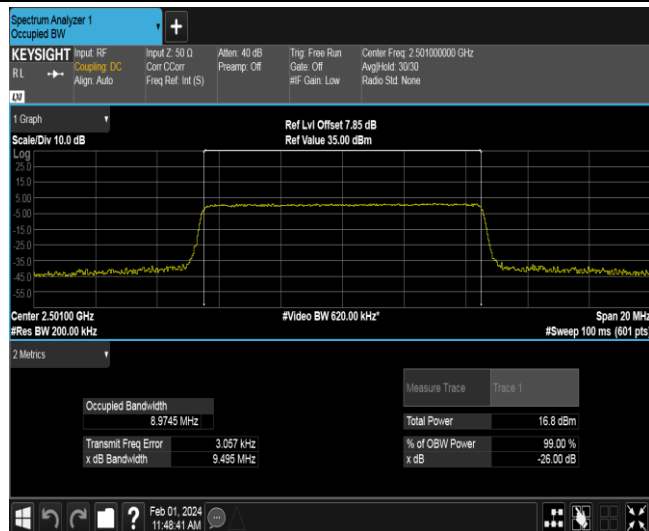 Spectrum Analyzer 1
Occupied BW
+
KEYSIGHT
RL
LXI
Input: RF
Coupling: DC
Align: Auto
Input Z: 50 Ω
Corr CCorr
Freq Ref: Int (S)
Atten: 40 dB
Preamp: Off
Trig: Free Run
Gate: Off
#IF Gain: Low
Center Freq: 2.501000000 GHz
Avg|Hold: 30/30
Radio Std: None
1 Graph
Scale/Div 10.0 dB
Ref Lvl Offset 7.85 dB
Ref Value 35.00 dBm
Log
25.0
15.0
5.00
-5.00
-15.0
-25.0
-35.0
-45.0
-55.0
Center 2.50100 GHz
#Res BW 200.00 kHz
#Video BW 620.00 kHz*
Span 20 MHz
#Sweep 100 ms (601 pts)
2 Metrics
Measure Trace Trace 1
Occupied Bandwidth
8.9745 MHz
Total Power 16.8 dBm
Transmit Freq Error 3.057 kHz
% of OBW Power 99.00 %
x dB Bandwidth 9.495 MHz
x dB -26.00 dB
?
Feb 01, 2024
11:48:41 AM